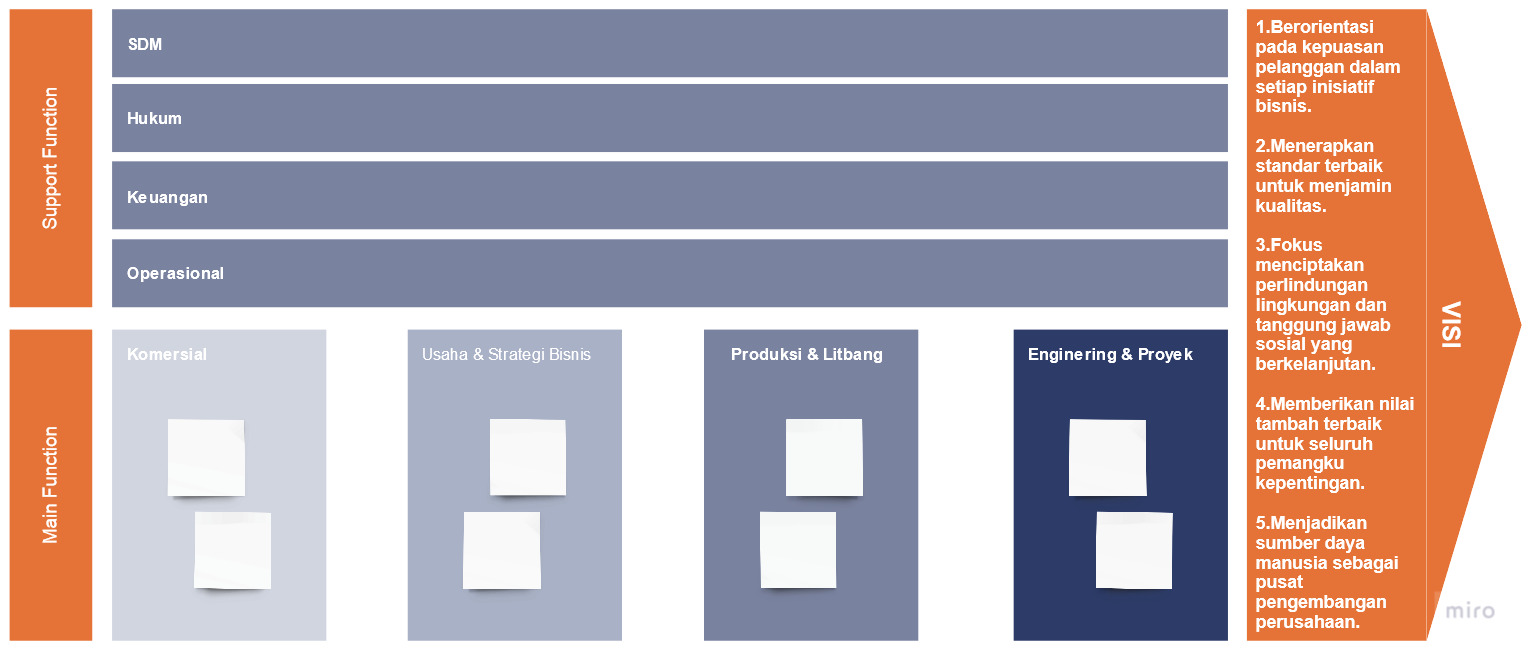 Support Function
SDM
Hukum
Keuangan
Operasional
Main Function
Komersial
Usaha & Strategi Bisnis
Produksi & Litbang
Enginering & Proyek
1.Berorientasi
pada kepuasan
pelanggan dalam
setiap inisiatif
bisnis.
2.Menerapkan
standar terbaik
untuk menjamin
kualitas.
3.Fokus
menciptakan
perlindungan
lingkungan dan
tanggung jawab
sosial yang
berkelanjutan.
4.Memberikan nilai
tambah terbaik
untuk seluruh
pemangku
kepentingan.
5.Menjadikan
sumber daya
manusia sebagai
pusat
pengembangan
perusahaan.
VISI
miro